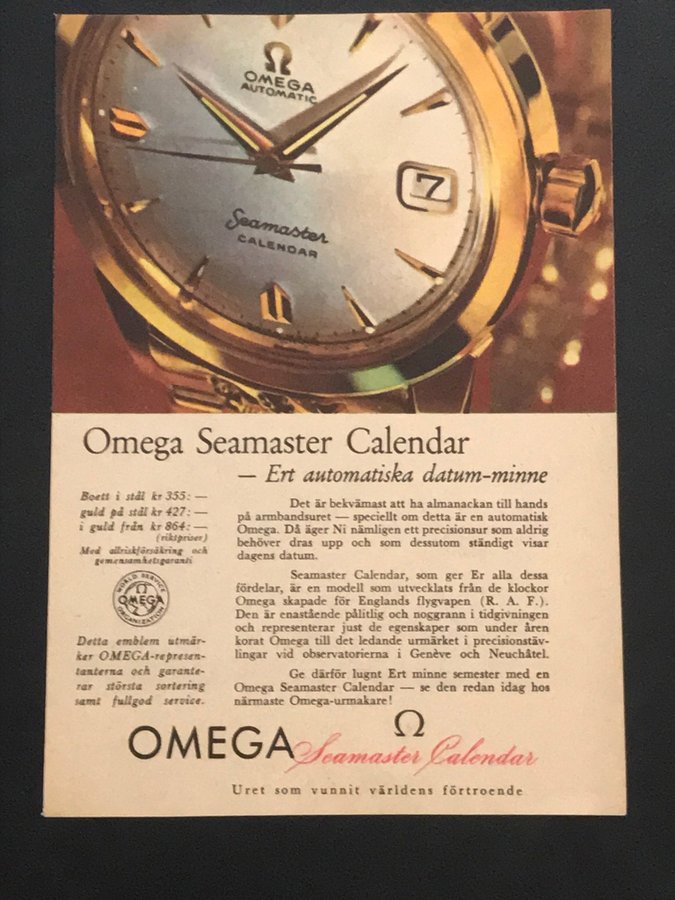 Ω
OMEGA
AUTOMATIC
7
Seamaster
CALENDAR
Omega Seamaster Calendar
— Ert automatiska datum-minne
Boett i stål kr 355: —
guld på stål kr 427: —
i guld från kr 864: —
(riktpriser)
Med allriskförsäkring och
gemensamhetsgaranti
WORLD SERVICE
Ω
OMEGA
ORGANIZATION
Detta emblem utmär-
ker OMEGA-represen-
tanterna och garante-
rar största sortering
samt fullgod service.
Det är bekvämast att ha almanackan till hands
på armbandsuret — speciellt om detta är en automatisk
Omega. Då äger Ni nämligen ett precisionsur som aldrig
behöver dras upp och som dessutom ständigt visar
dagens datum.
Seamaster Calendar, som ger Er alla dessa
fördelar, är en modell som utvecklats från de klockor
Omega skapade för Englands flygvapen (R. A. F.).
Den är enastående pålitlig och noggrann i tidgivningen
och representerar just de egenskaper som under åren
korat Omega till det ledande urmärket i precisionstäv-
lingar vid observatorierna i Genève och Neuchâtel.
Ge därför lugnt Ert minne semester med en
Omega Seamaster Calendar — se den redan idag hos
närmaste Omega-urmakare!
Ω
OMEGA Seamaster Calendar
Uret som vunnit världens förtroende